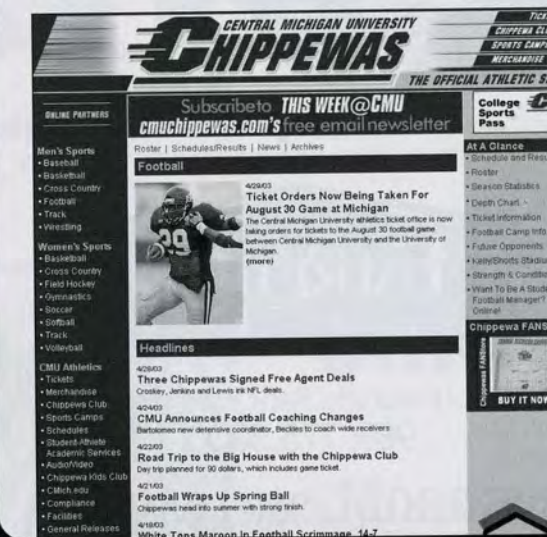 CENTRAL MICHIGAN UNIVERSITY
CHIPPEWAS
THE OFFICIAL ATHLETIC
CHIPPEWA
SPORTS
MERCHANDISE
ONLINE PARTNERS
Men's Sports
• Baseball
• Basketball
• Cross Country
• Football
• Track
• Wrestling
Women's Sports
• Basketball
• Cross Country
• Field Hockey
• Gymnastics
• Soccer
• Softball
• Track
• Volleyball
CMU Athletics
• Tickets
• Merchandise
• Chippewa Club
• Sports Camps
• Schedules
• Student-Athlete
Academic Services
• Audio/Video
• Chippewa Kids Club
• CMich.edu
• Compliance
• Facilities
• General Releases
Subscribe to THIS WEEK@CMU
cmuchippewas.com's free email newsletter
Roster | Schedules/Results | News | Archives
Football
29
4/29/03
Ticket Orders Now Being Taken For
August 30 Game at Michigan
The Central Michigan University athletics ticket office is now
taking orders for tickets to the August 30 football game
between Central Michigan University and the University of
Michigan.
(more)
Headlines
4/28/03
Three Chippewas Signed Free Agent Deals
Croskey, Jenkins and Lewis ink NFL deals.
4/24/03
CMU Announces Football Coaching Changes
Bartolomeo new defensive coordinator, Beckles to coach wide receivers.
4/22/03
Road Trip to the Big House with the Chippewa Club
Day trip planned for 90 dollars, which includes game ticket.
4/21/03
Football Wraps Up Spring Ball
Chippewas head into summer with strong finish.
4/18/03
White Tops Maroon In Football Scrimmage, 14-7
College
Sports
Pass
At A Glance
• Schedule and
• Roster
• Season Statistics
• Depth Chart
• Ticket Information
• Football Camp Info
• Future Opponents
• Kelly/Shorts
• Strength &
• Want To Be A
Football Manager?
Online!
Chippewa
Chippewas FANStore
BUY IT NOW